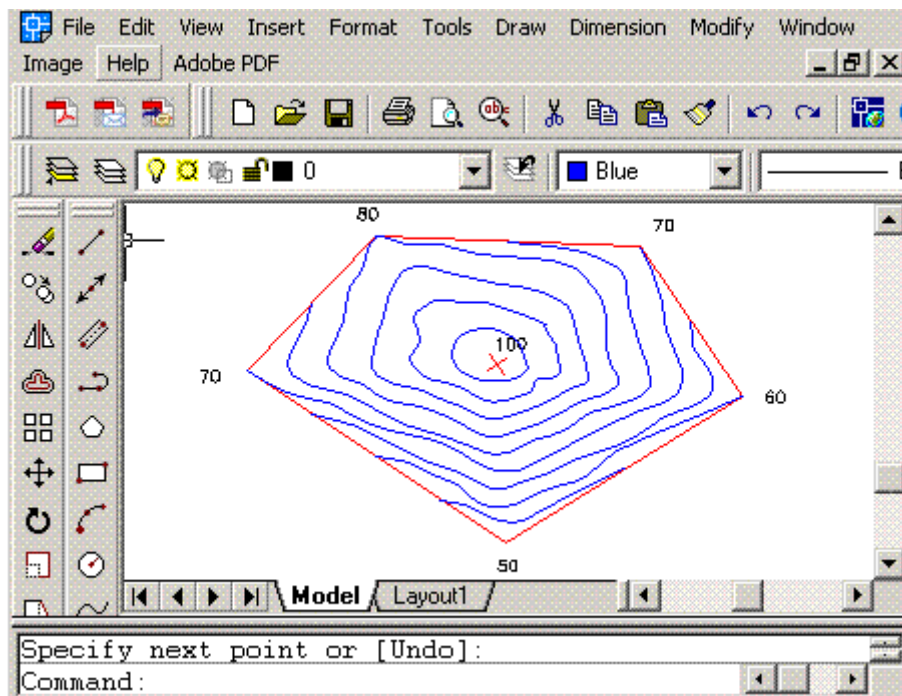 File Edit View Insert Format Tools Draw Dimension Modify Window
Image Help Adobe PDF
0 Blue
80
70
100
70
60
50
Model Layout1
Specify next point or [Undo]:
Command: